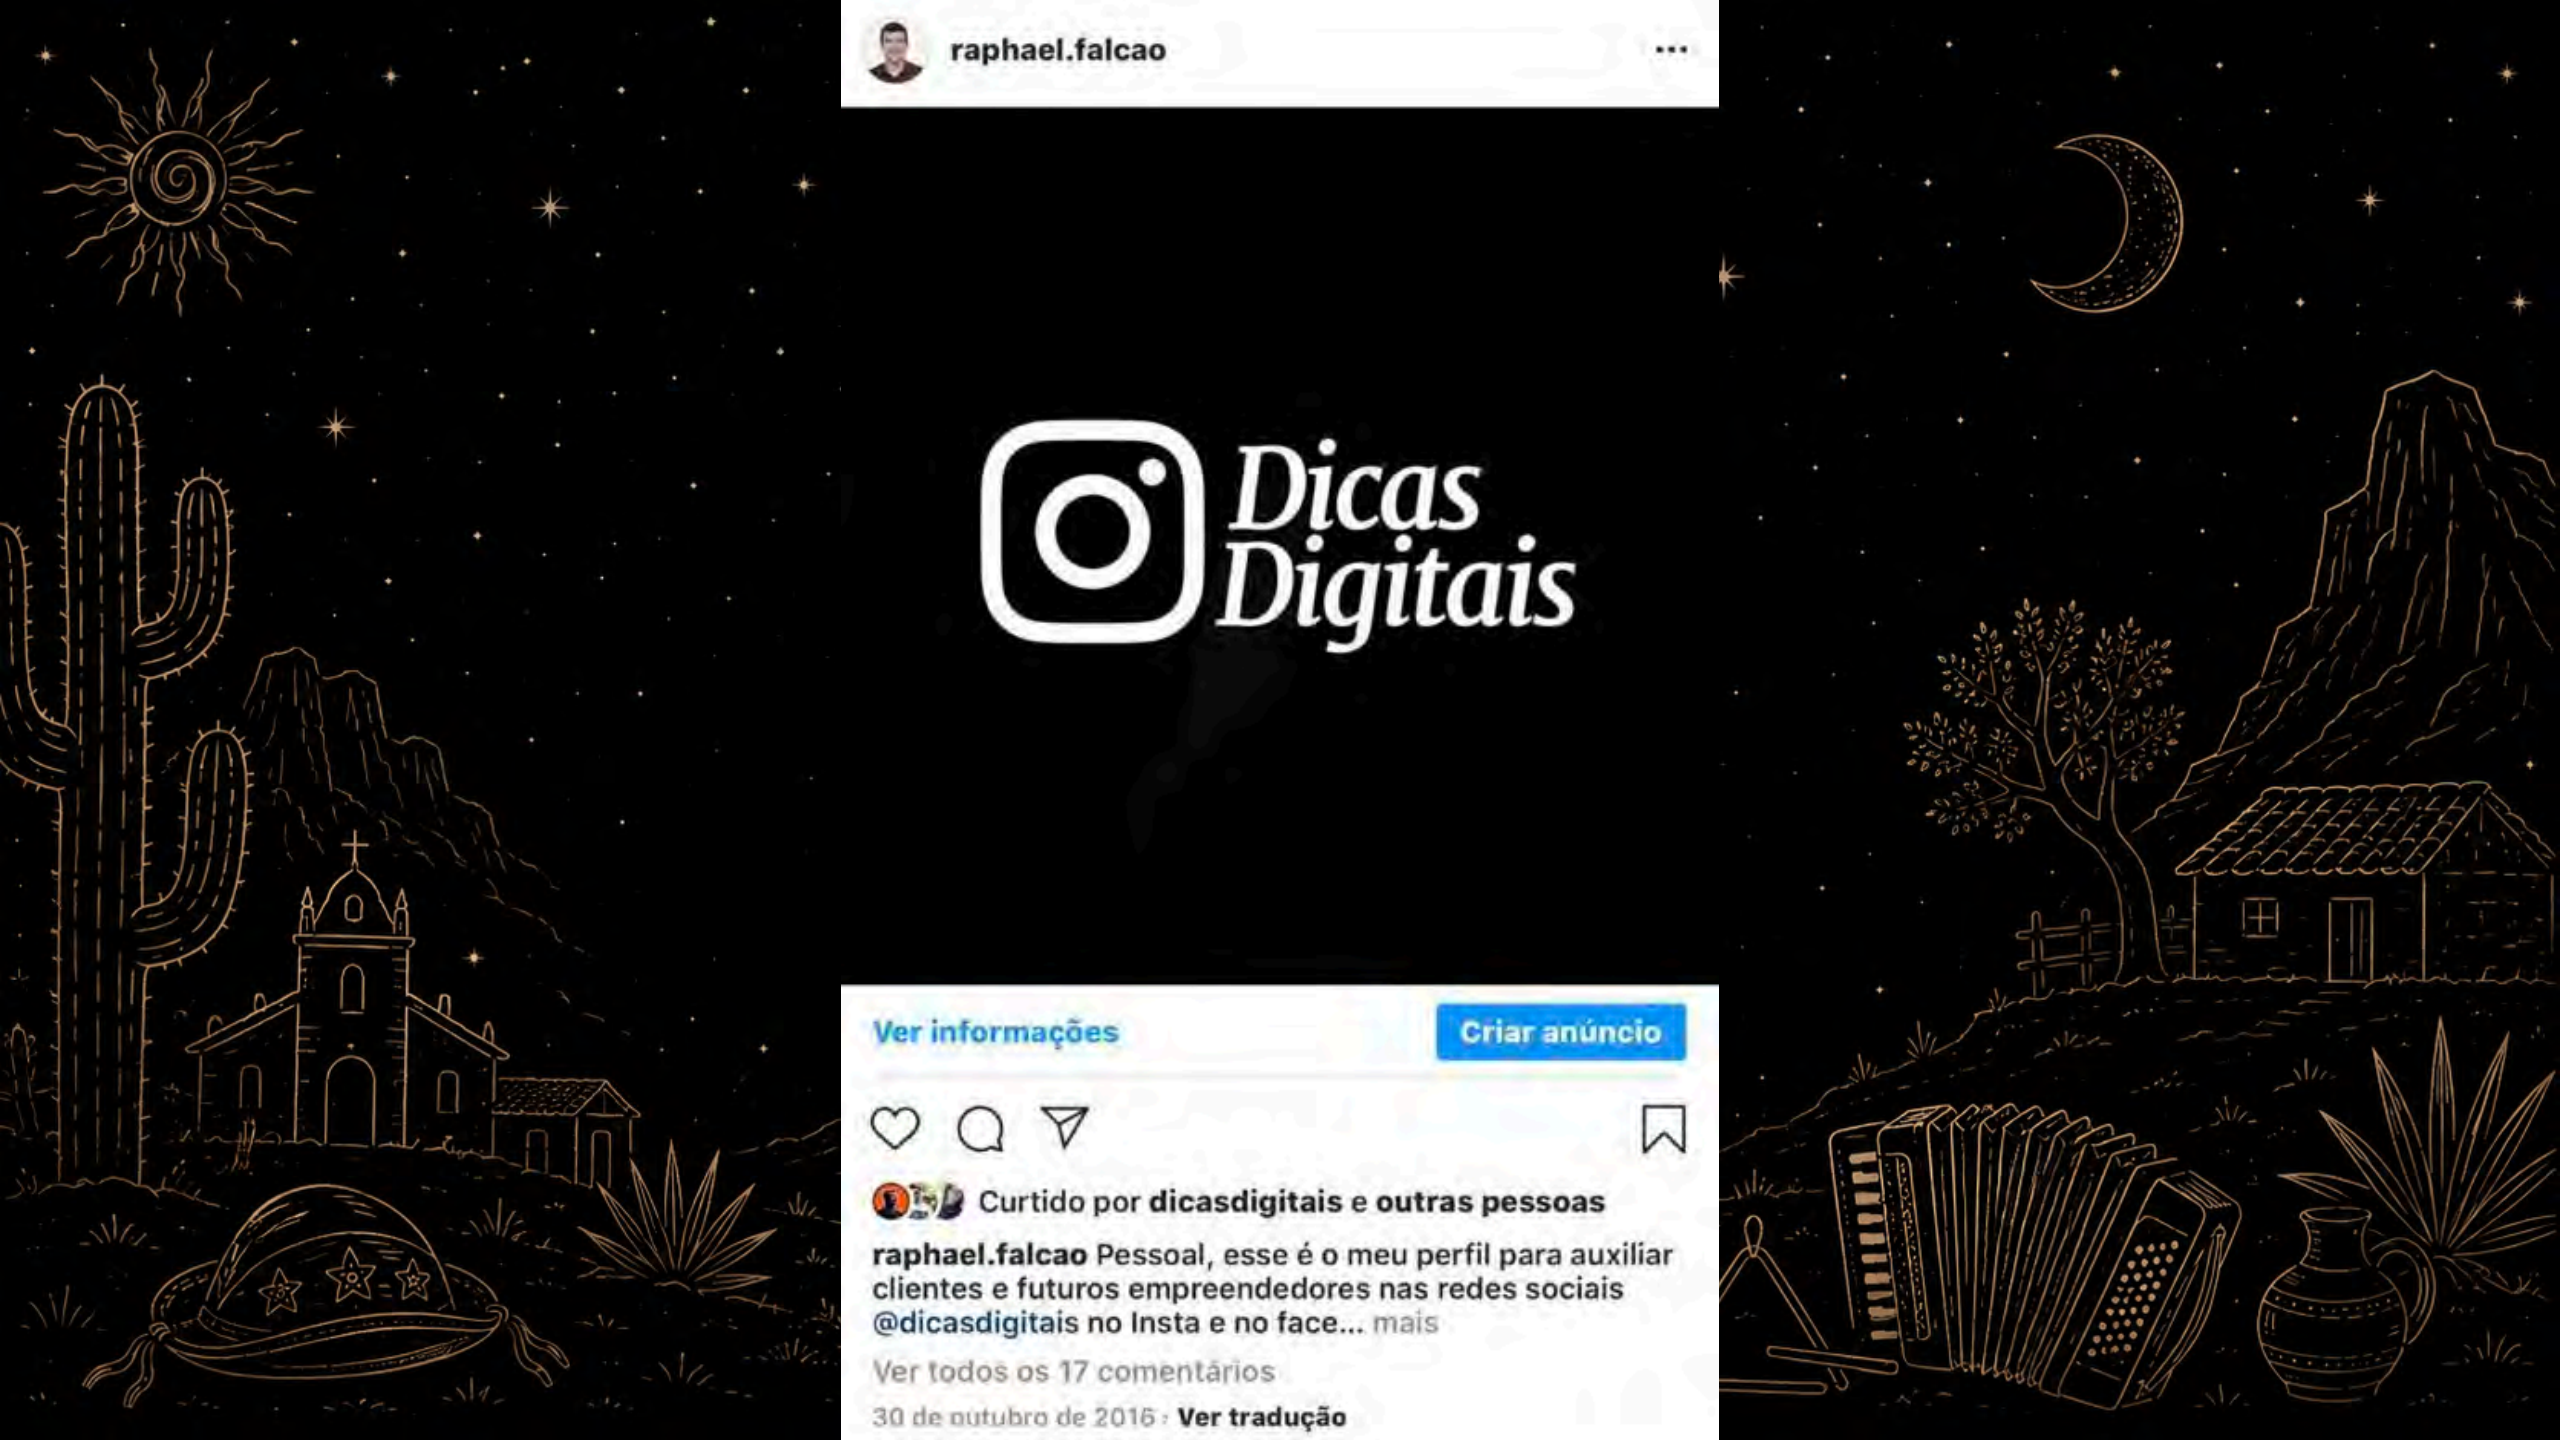 raphael.falcao
Dicas
Digitais
Ver informações
Criar anúncio
Curtido por dicasdigitais e outras pessoas
raphael.falcao Pessoal, esse é o meu perfil para auxiliar
clientes e futuros empreendedores nas redes sociais
@dicasdigitais no Insta e no face... mais
Ver todos os 17 comentários
30 de outubro de 2016 · Ver tradução